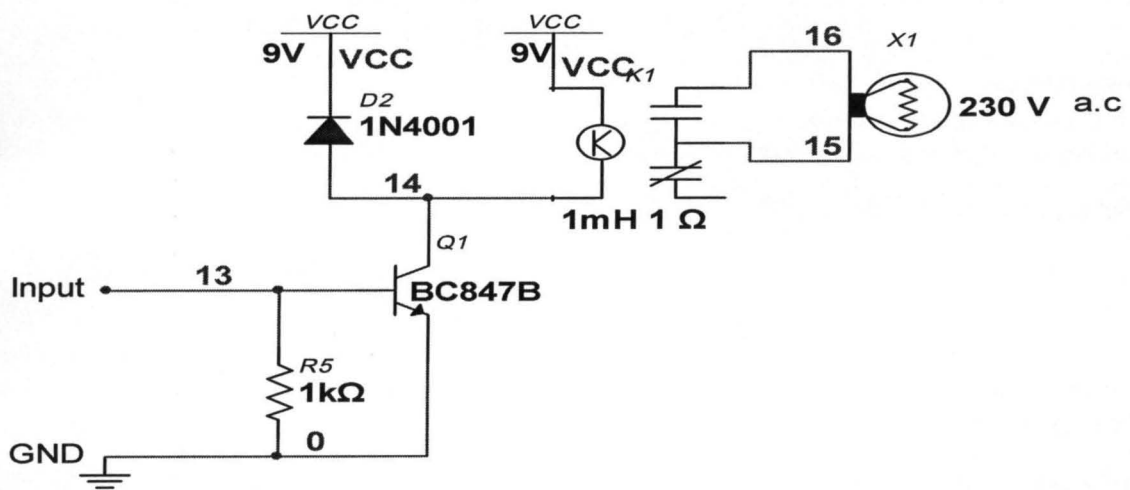 VCC
VCC
9V VCC
9V VCC K1
16
X1
D2
1N4001
230 V a.c
15
14
1mH 1 Ω
Q1
Input
13
BC847B
R5
1kΩ
GND
0